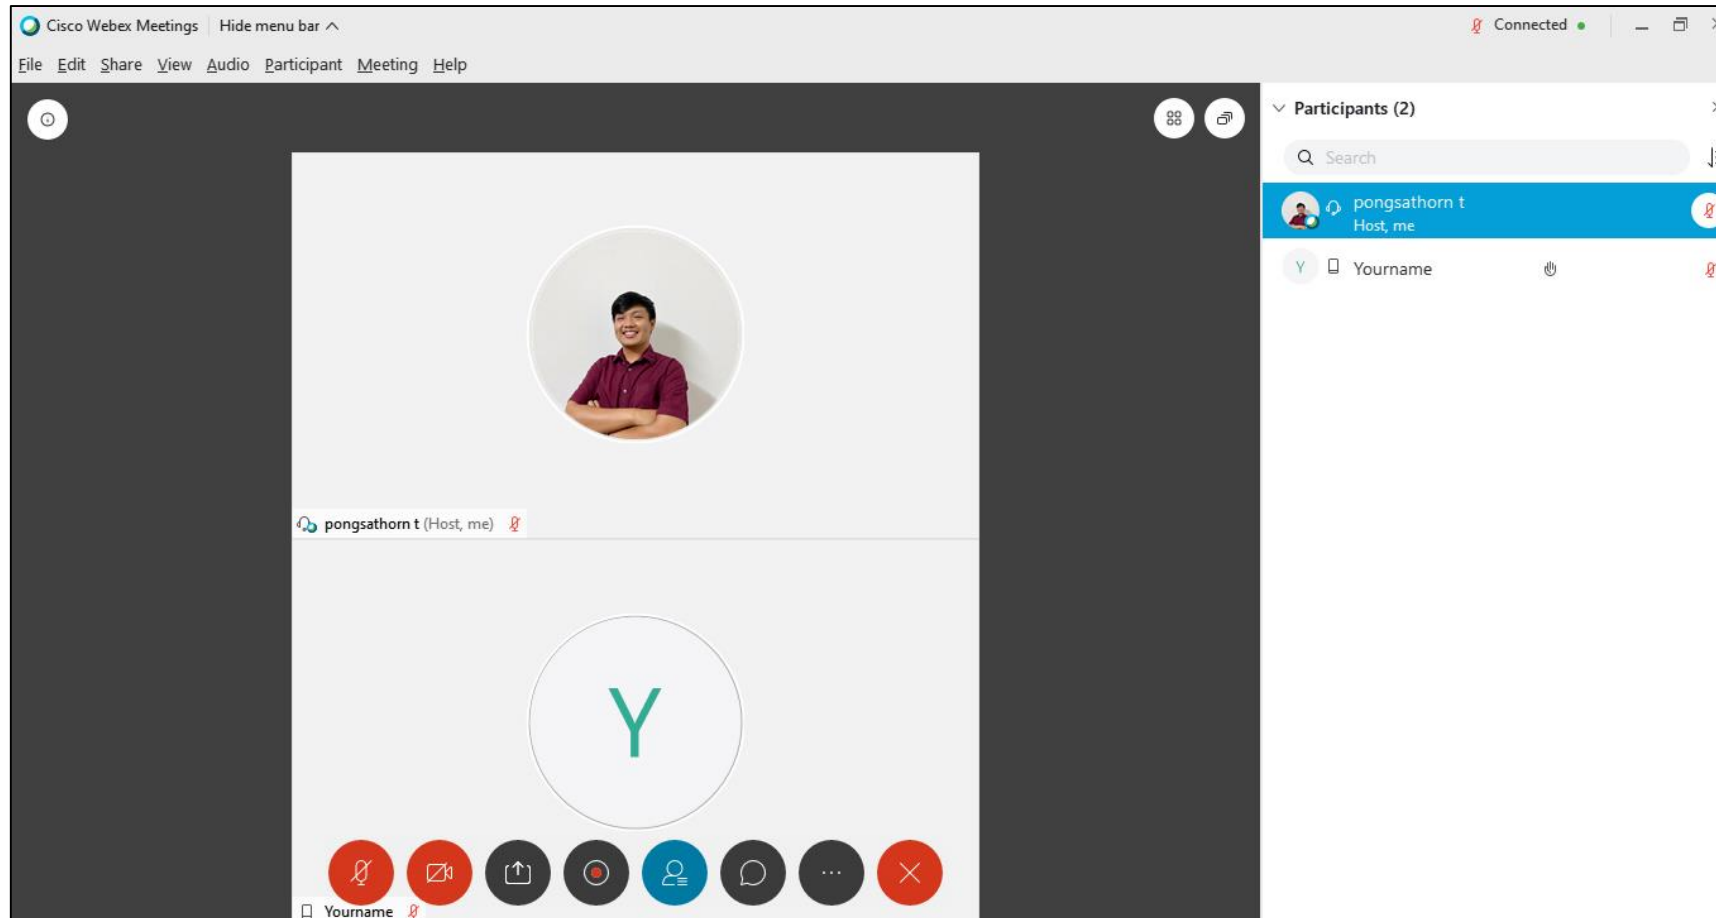 Cisco Webex Meetings Hide menu bar Connected
File Edit Share View Audio Participant Meeting Help
Participants (2)
Search
pongsathorn t
Host, me
Y Yourname
pongsathorn t (Host, me)
Y
Yourname